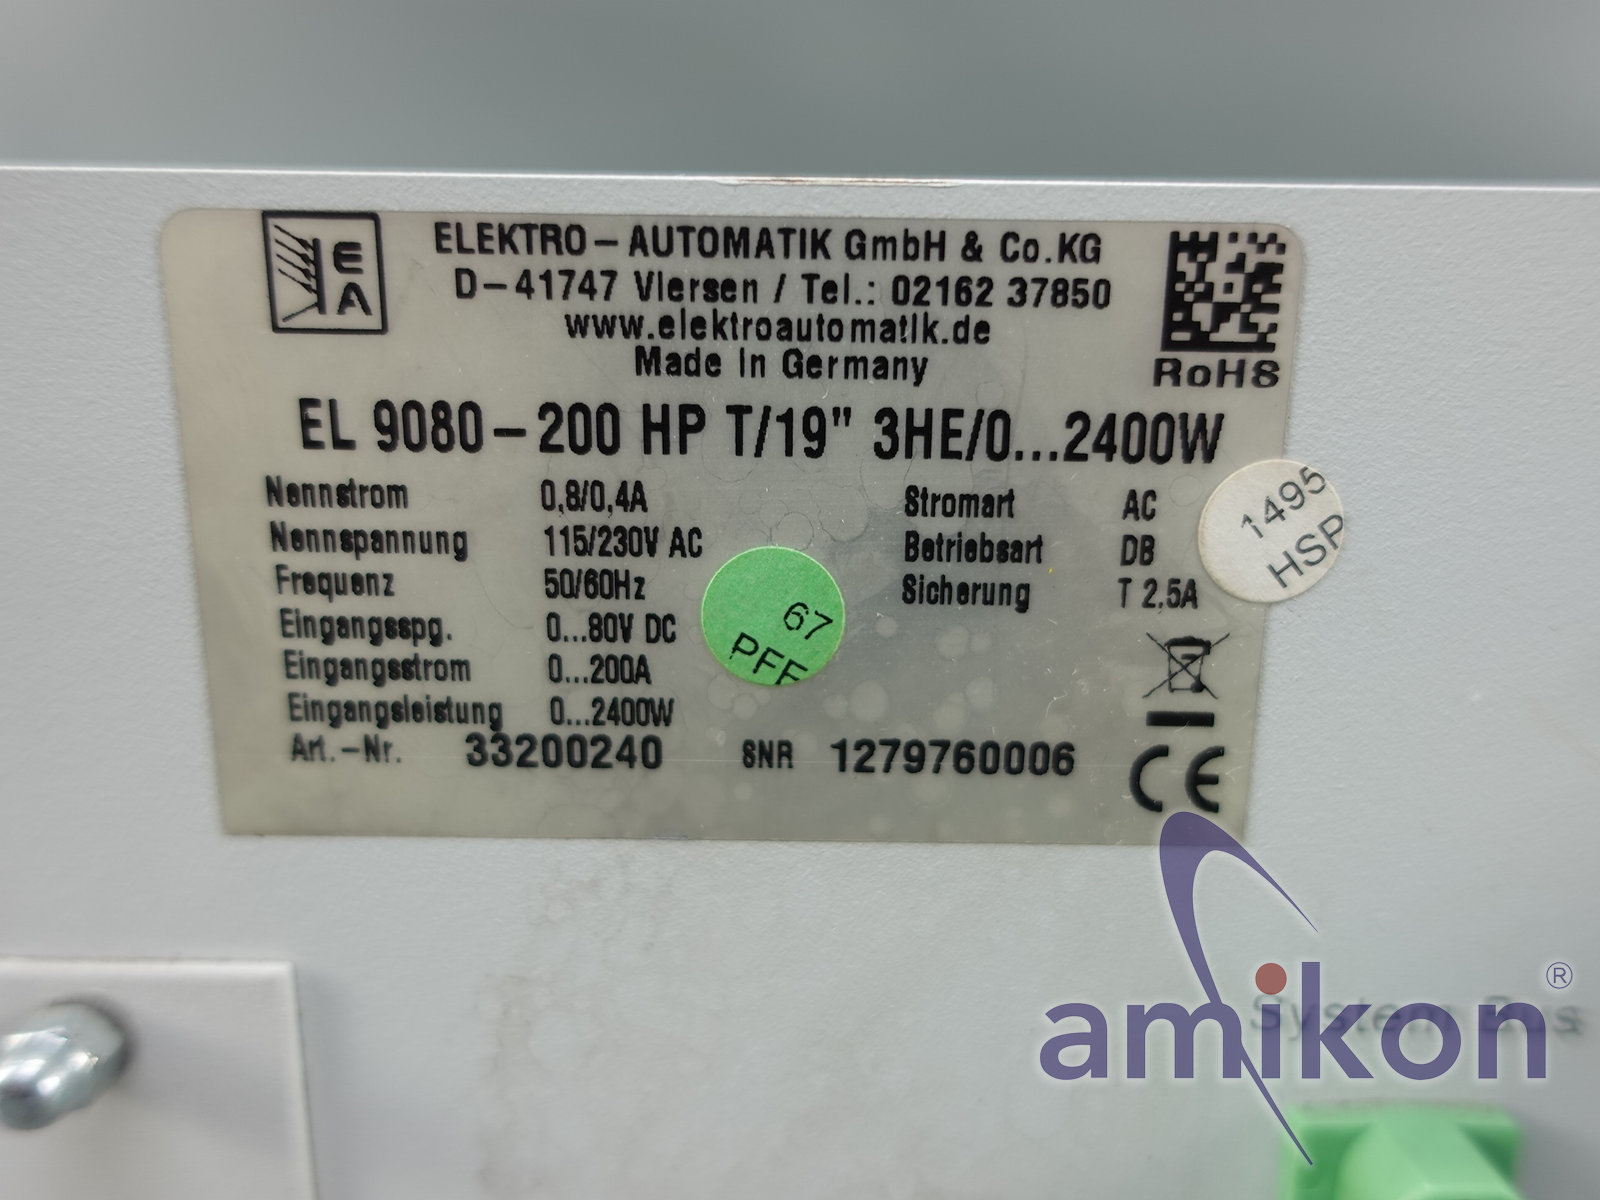 EA
ELEKTRO-AUTOMATIK GmbH & Co.KG
D-41747 Viersen / Tel.: 02162 37850
www.elektroautomatik.de
Made in Germany
RoHS
EL 9080-200 HP T/19" 3HE/0...2400W
Nennstrom 0,8/0,4A Stromart AC
Nennspannung 115/230V AC Betriebsart DB
Frequenz 50/60Hz Sicherung T 2,5A
Eingangsspg. 0...80V DC
Eingangsstrom 0...200A
Eingangsleistung 0...2400W
Art.-Nr. 33200240 SNR 1279760006
CE
1495
HSP
67
PFF
System Bus
amikon®